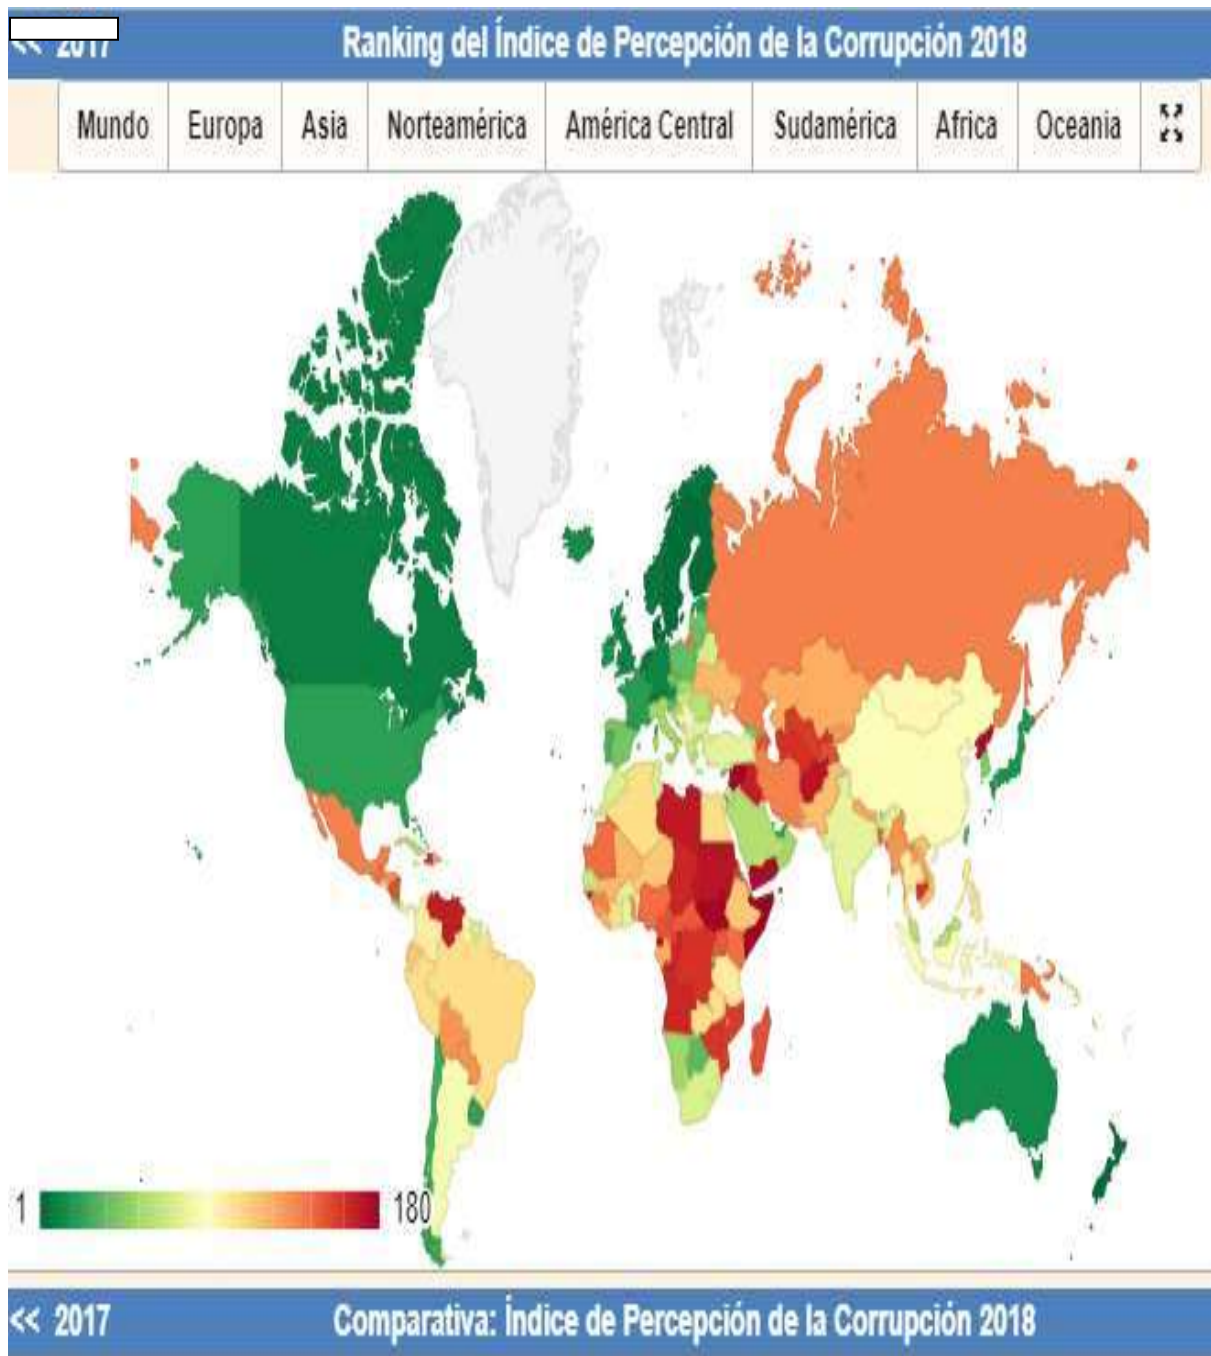 << 2017 Ranking del Índice de Percepción de la Corrupción 2018
Mundo Europa Asia Norteamérica América Central Sudamérica Africa Oceania
1 180
<< 2017 Comparativa: Índice de Percepción de la Corrupción 2018